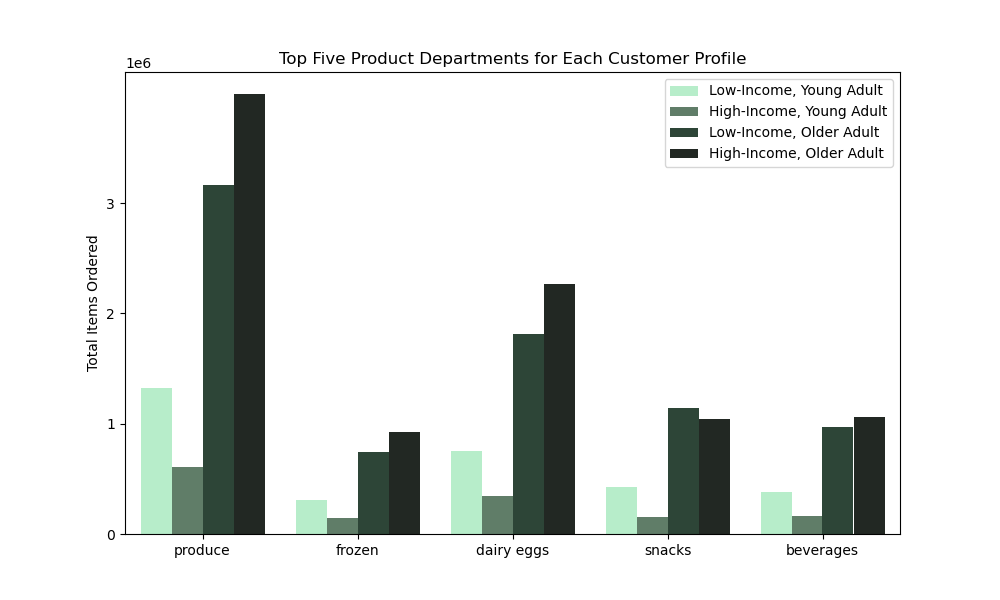 Top Five Product Departments for Each Customer Profile
1e6
Low-Income, Young Adult
High-Income, Young Adult
Low-Income, Older Adult
High-Income, Older Adult
Total Items Ordered
3
2
1
0
produce frozen dairy eggs snacks beverages